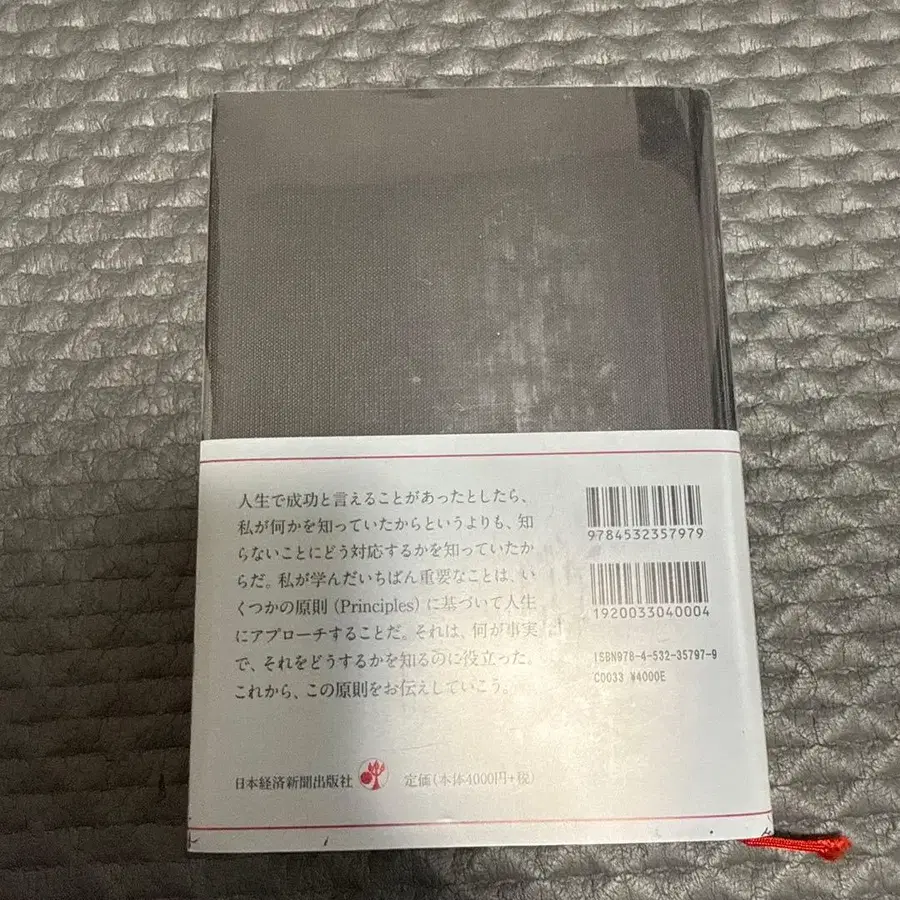 人生で成功と言えることがあったとしたら、
私が何かを知っていたからというよりも、知
らないことにどう対応するかを知っていたか
らだ。私が学んだいちばん重要なことは、い
くつかの原則（Principles）に基づいて人生
にアプローチすることだ。それは、何が事実
で、それをどうするかを知るのに役立った。
これから、この原則をお伝えしていこう。
日本経済新聞出版社
定価（本体4000円+税）
9784532357979
1920033040004
ISBN978-4-532-35797-9
C0033 ¥4000E